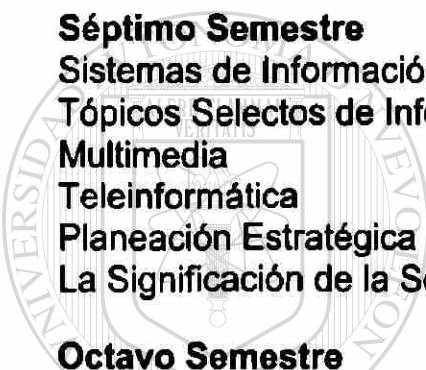 Séptimo Semestre
Sistemas de Informació
Tópicos Selectos de Inf
Multimedia
Teleinformática
Planeación Estratégica
La Significación de la S
Octavo Semestre